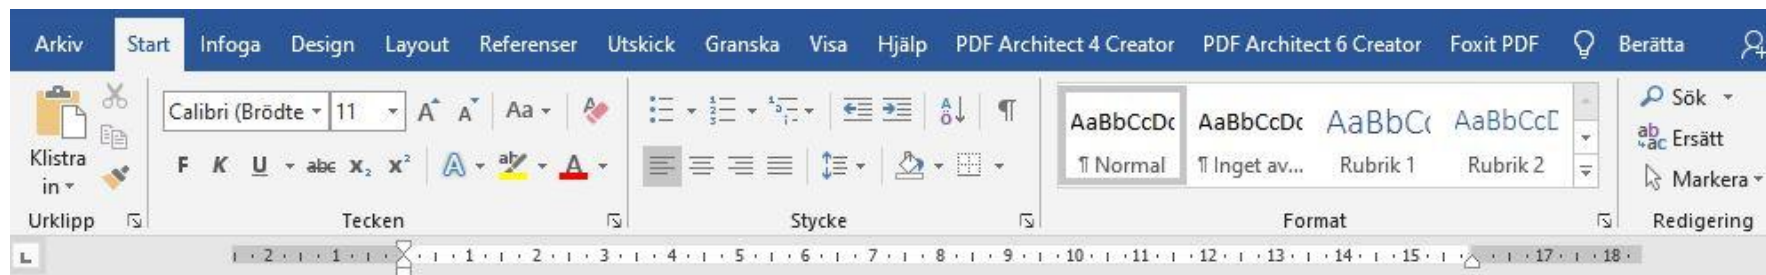 Arkiv Start Infoga Design Layout Referenser Utskick Granska Visa Hjälp PDF Architect 4 Creator PDF Architect 6 Creator Foxit PDF Berätta
Calibri (Brödte 11 A A Aa A
AaBbCcDc AaBbCcDc AaBbC AaBbCcD
Sök
Ersätt
Klistra in
F K U abc x₂ x² A aby A
¶ Normal ¶ Inget av... Rubrik 1 Rubrik 2
Markera
Urklipp Tecken Stycke Format Redigering
2 1 1 2 3 4 5 6 7 8 9 10 11 12 13 14 15 17 18